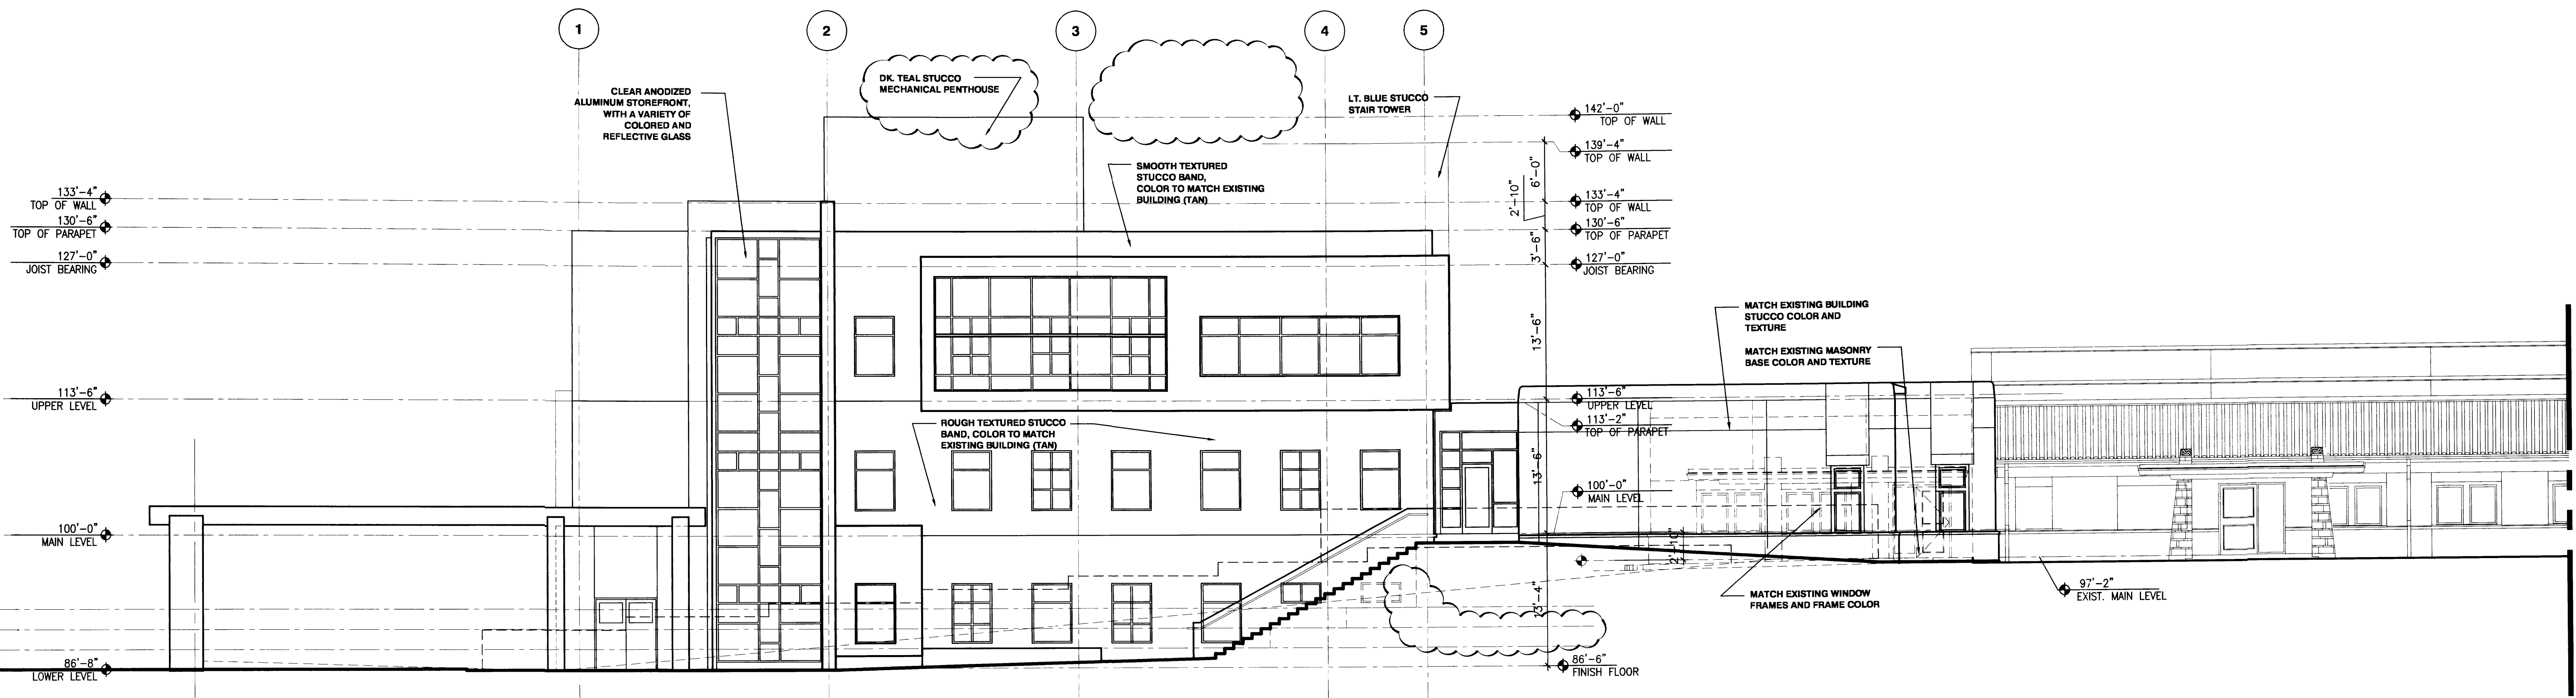 1
2
3
4
5
DK. TEAL STUCCO
MECHANICAL PENTHOUSE
CLEAR ANODIZED
ALUMINUM STOREFRONT,
WITH A VARIETY OF
COLORED AND
REFLECTIVE GLASS
LT. BLUE STUCCO
STAIR TOWER
SMOOTH TEXTURED
STUCCO BAND,
COLOR TO MATCH EXISTING
BUILDING (TAN)
133'-4"
TOP OF WALL
130'-6"
TOP OF PARAPET
127'-0"
JOIST BEARING
113'-6"
UPPER LEVEL
100'-0"
MAIN LEVEL
86'-8"
LOWER LEVEL
ROUGH TEXTURED STUCCO
BAND, COLOR TO MATCH
EXISTING BUILDING (TAN)
142'-0"
TOP OF WALL
139'-4"
TOP OF WALL
133'-4"
TOP OF WALL
130'-6"
TOP OF PARAPET
127'-0"
JOIST BEARING
113'-6"
UPPER LEVEL
113'-2"
TOP OF PARAPET
100'-0"
MAIN LEVEL
86'-6"
FINISH FLOOR
6'-0"
2'-10"
3'-6"
13'-6"
13'-6"
13'-4"
2'-10"
MATCH EXISTING BUILDING
STUCCO COLOR AND
TEXTURE
MATCH EXISTING MASONRY
BASE COLOR AND TEXTURE
MATCH EXISTING WINDOW
FRAMES AND FRAME COLOR
97'-2"
EXIST. MAIN LEVEL